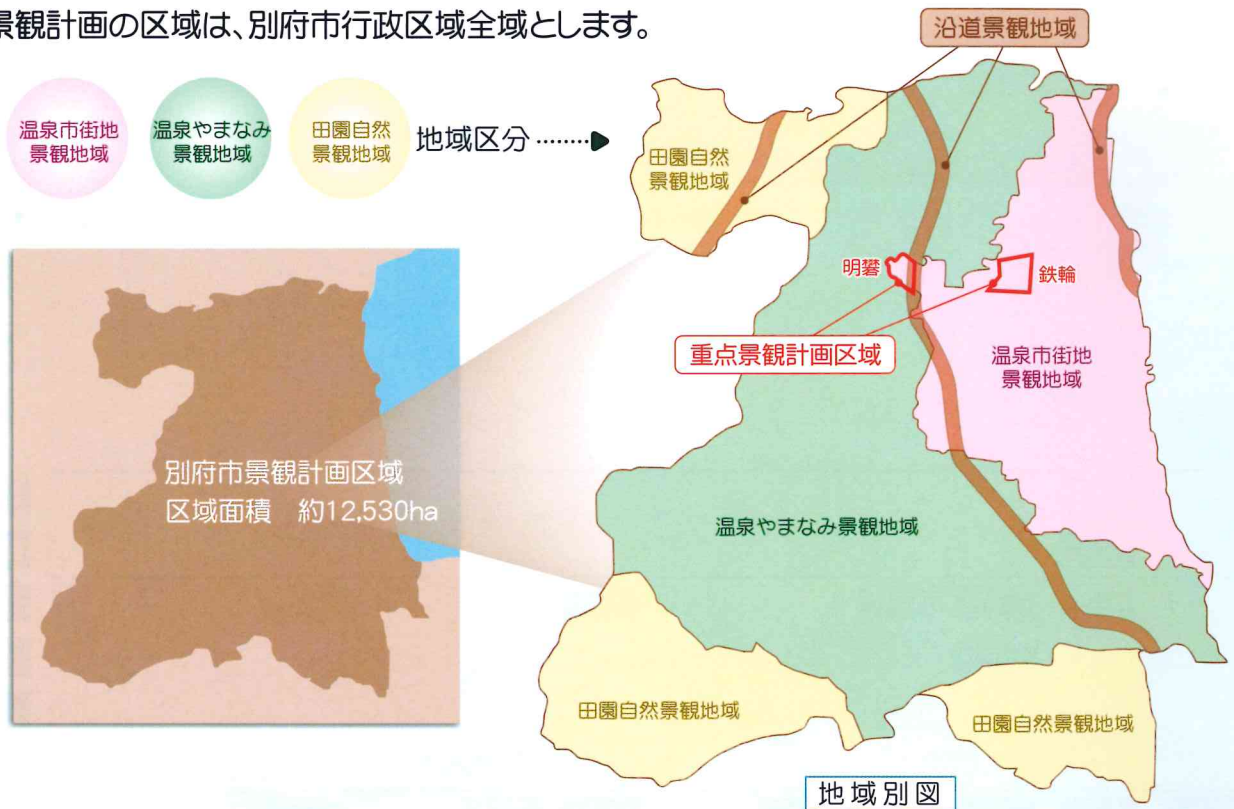 景観計画の区域は、別府市行政区域全域とします。
沿道景観地域
温泉市街地
景観地域
温泉やまなみ
景観地域
田園自然
景観地域
地域区分
田園自然
景観地域
明礬
鉄輪
重点景観計画区域
温泉市街地
景観地域
別府市景観計画区域
区域面積 約12,530ha
温泉やまなみ景観地域
田園自然景観地域
田園自然景観地域
地域別図